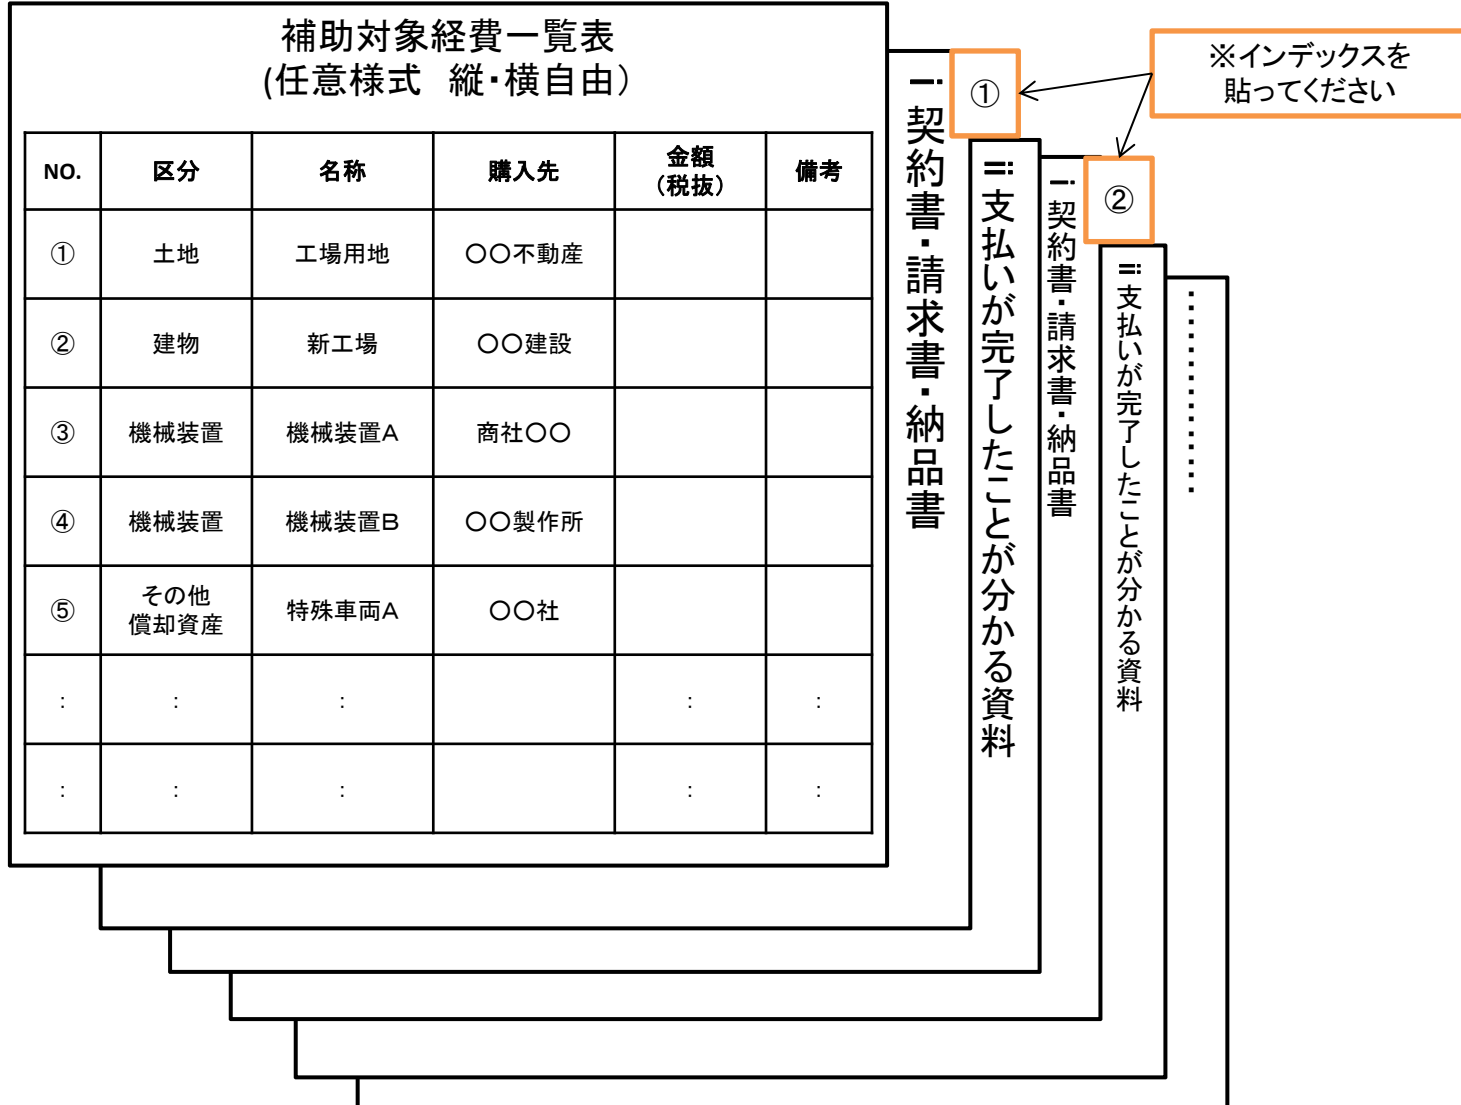 補助対象経費一覧表
(任意様式　縦・横自由）
NO. 区分 名称 購入先 金額（税抜） 備考
① 土地 工場用地 〇〇不動産
② 建物 新工場 〇〇建設
③ 機械装置 機械装置A 商社〇〇
④ 機械装置 機械装置B 〇〇製作所
⑤ その他償却資産 特殊車両A 〇〇社
： ： ： ： ：
： ： ： ： ：
ⅰ 契約書・請求書・納品書
①
ⅱ 支払いが完了したことが分かる資料
ⅰ 契約書・請求書・納品書
②
ⅱ 支払いが完了したことが分かる資料
・・・・・・・・・・・・・
※インデックスを
貼ってください